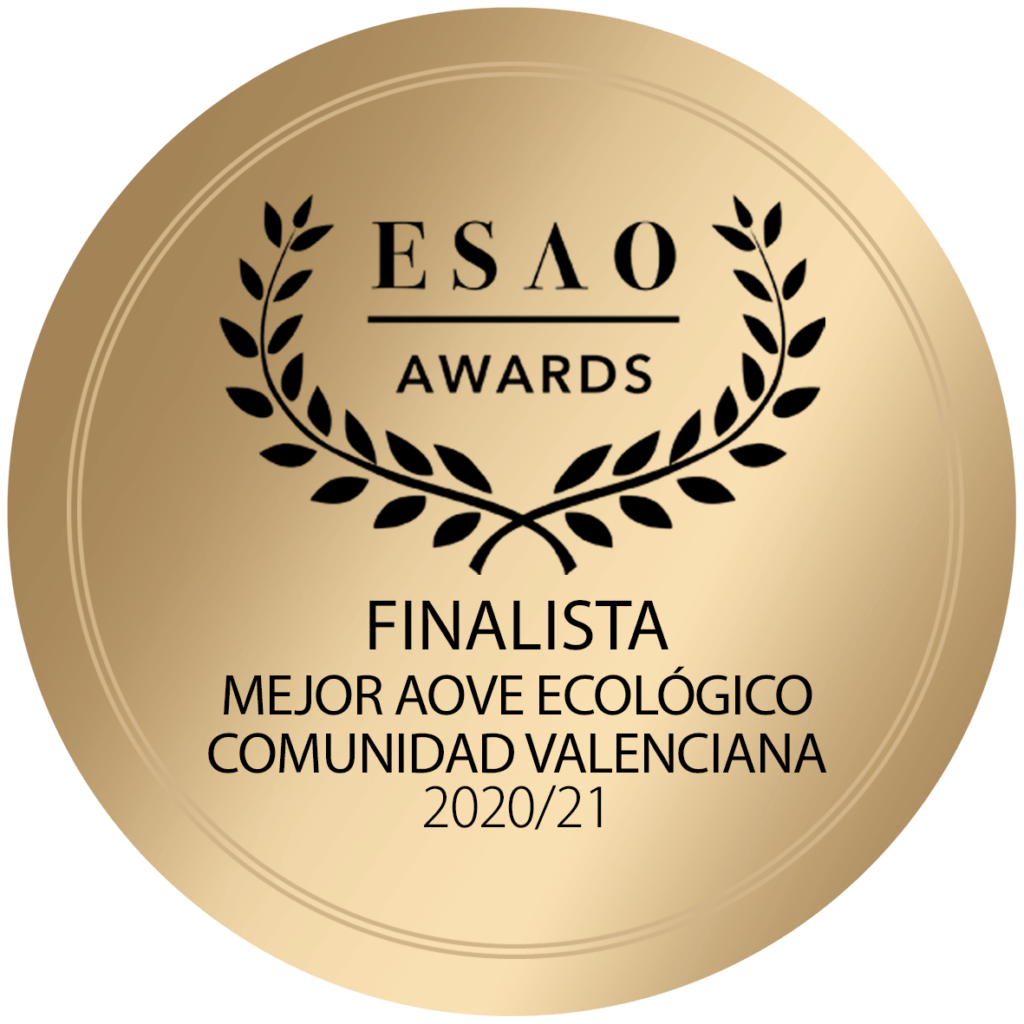 ESAO
AWARDS
FINALISTA
MEJOR AOVE ECOLÓGICO
COMUNIDAD VALENCIANA
2020/21